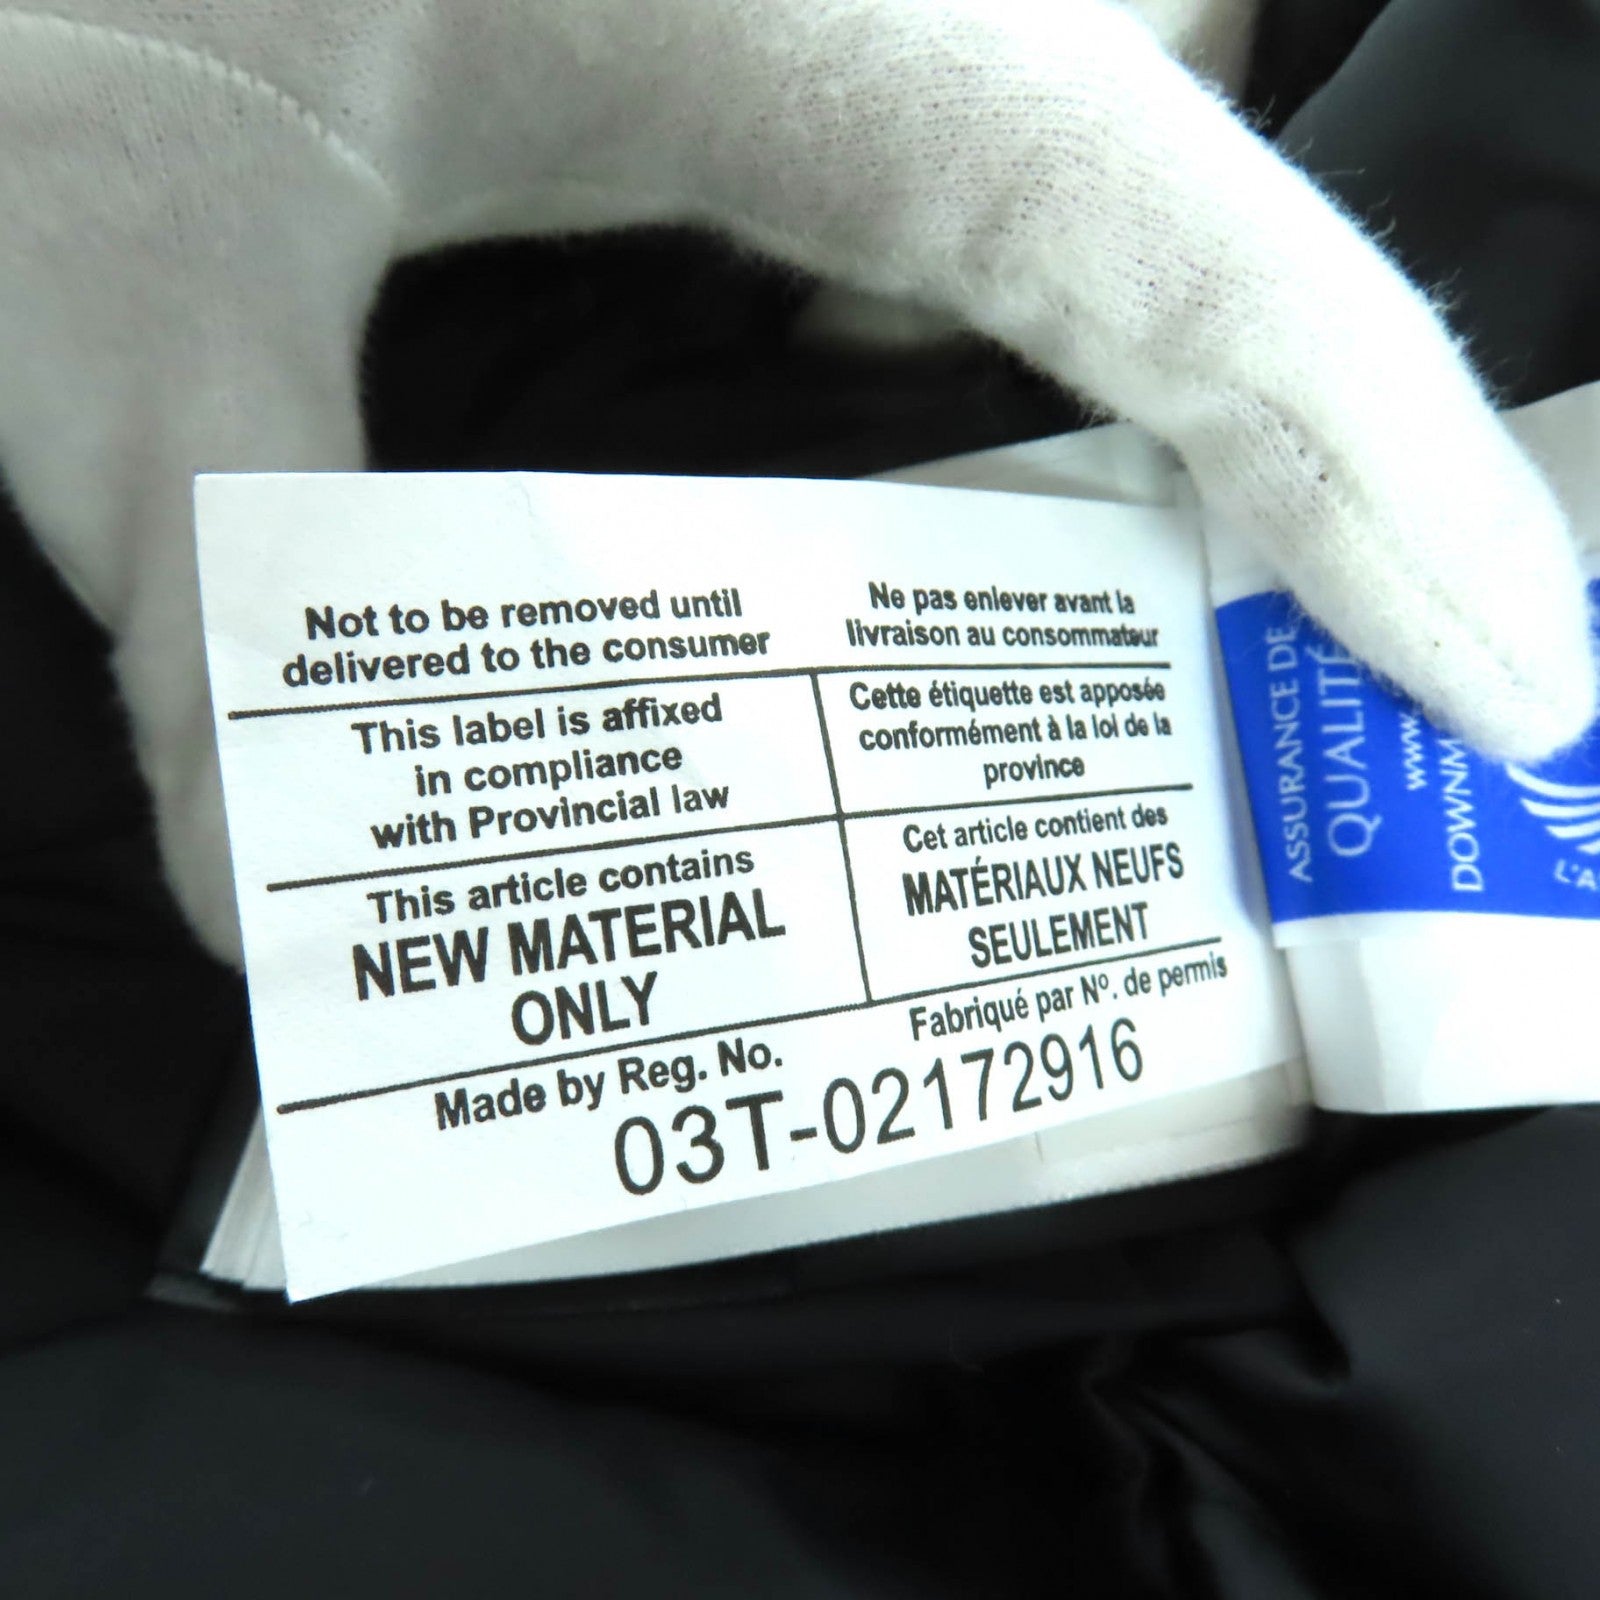 Not to be removed until
delivered to the consumer
Ne pas enlever avant la
livraison au consommateur
This label is affixed
in compliance
with Provincial law
Cette étiquette est apposée
conformément à la loi de la
province
This article contains
NEW MATERIAL
ONLY
Cet article contient des
MATÉRIAUX NEUFS
SEULEMENT
Made by Reg. No.
Fabriqué par Nº. de permis
03T-02172916
ASSURANCE DE
QUALITÉ
www.